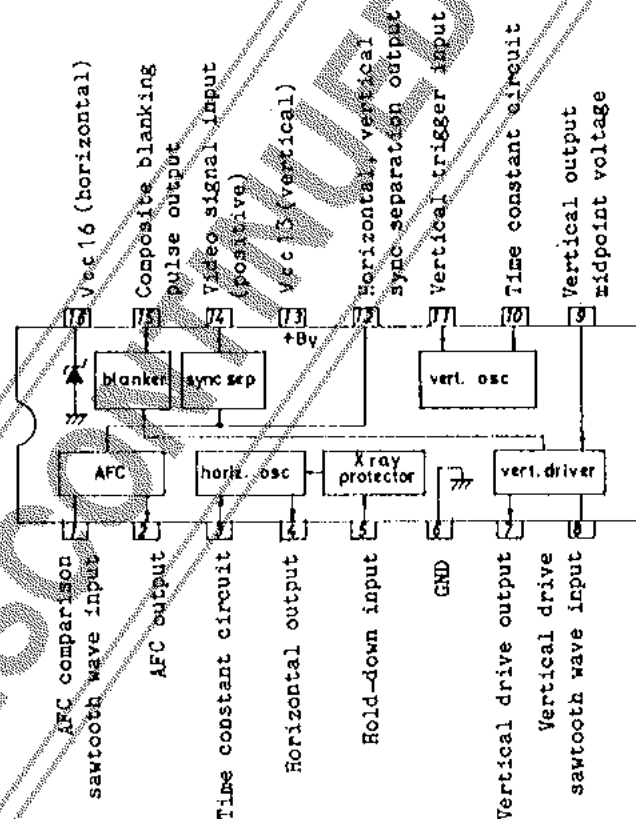 Vcc16 (horizontal)
Composite blanking
pulse output
Video signal input
(positive)
Vcc13 (vertical)
Horizontal, vertical
sync separation output
Vertical trigger input
Time constant circuit
Vertical output
midpoint voltage
16
15
14
13
12
11
10
9
+By
blanker
sync sep
vert. osc
AFC
horiz. osc
X ray
protector
vert. driver
1
2
3
4
5
6
7
8
AFC comparison
sawtooth wave input
AFC output
Time constant circuit
Horizontal output
Hold-down input
GND
Vertical drive output
Vertical drive
sawtooth wave input